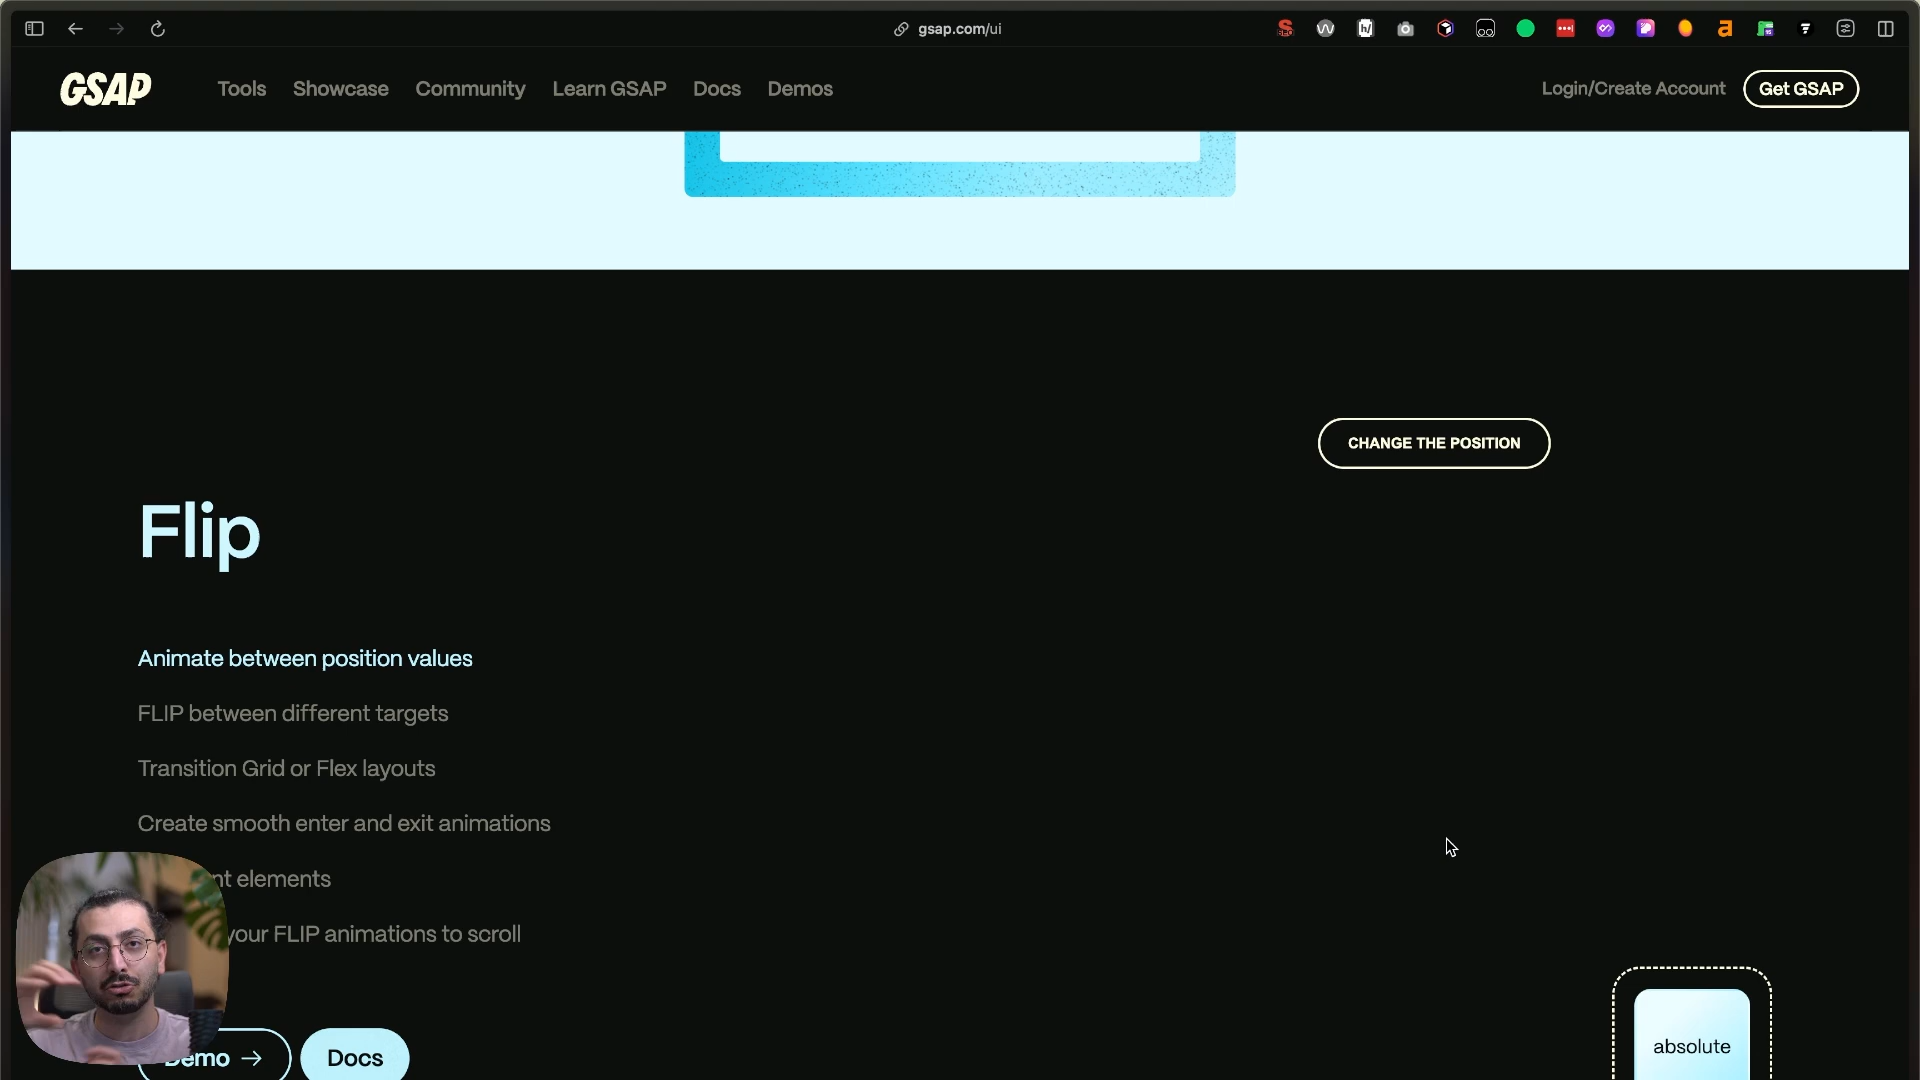 gsap.com/ui
GSAP
Tools
Showcase
Community
Learn GSAP
Docs
Demos
Login/Create Account
Get GSAP
CHANGE THE POSITION
Flip
Animate between position values
FLIP between different targets
Transition Grid or Flex layouts
Create smooth enter and exit animations
elements
your FLIP animations to scroll
Demo →
Docs
absolute